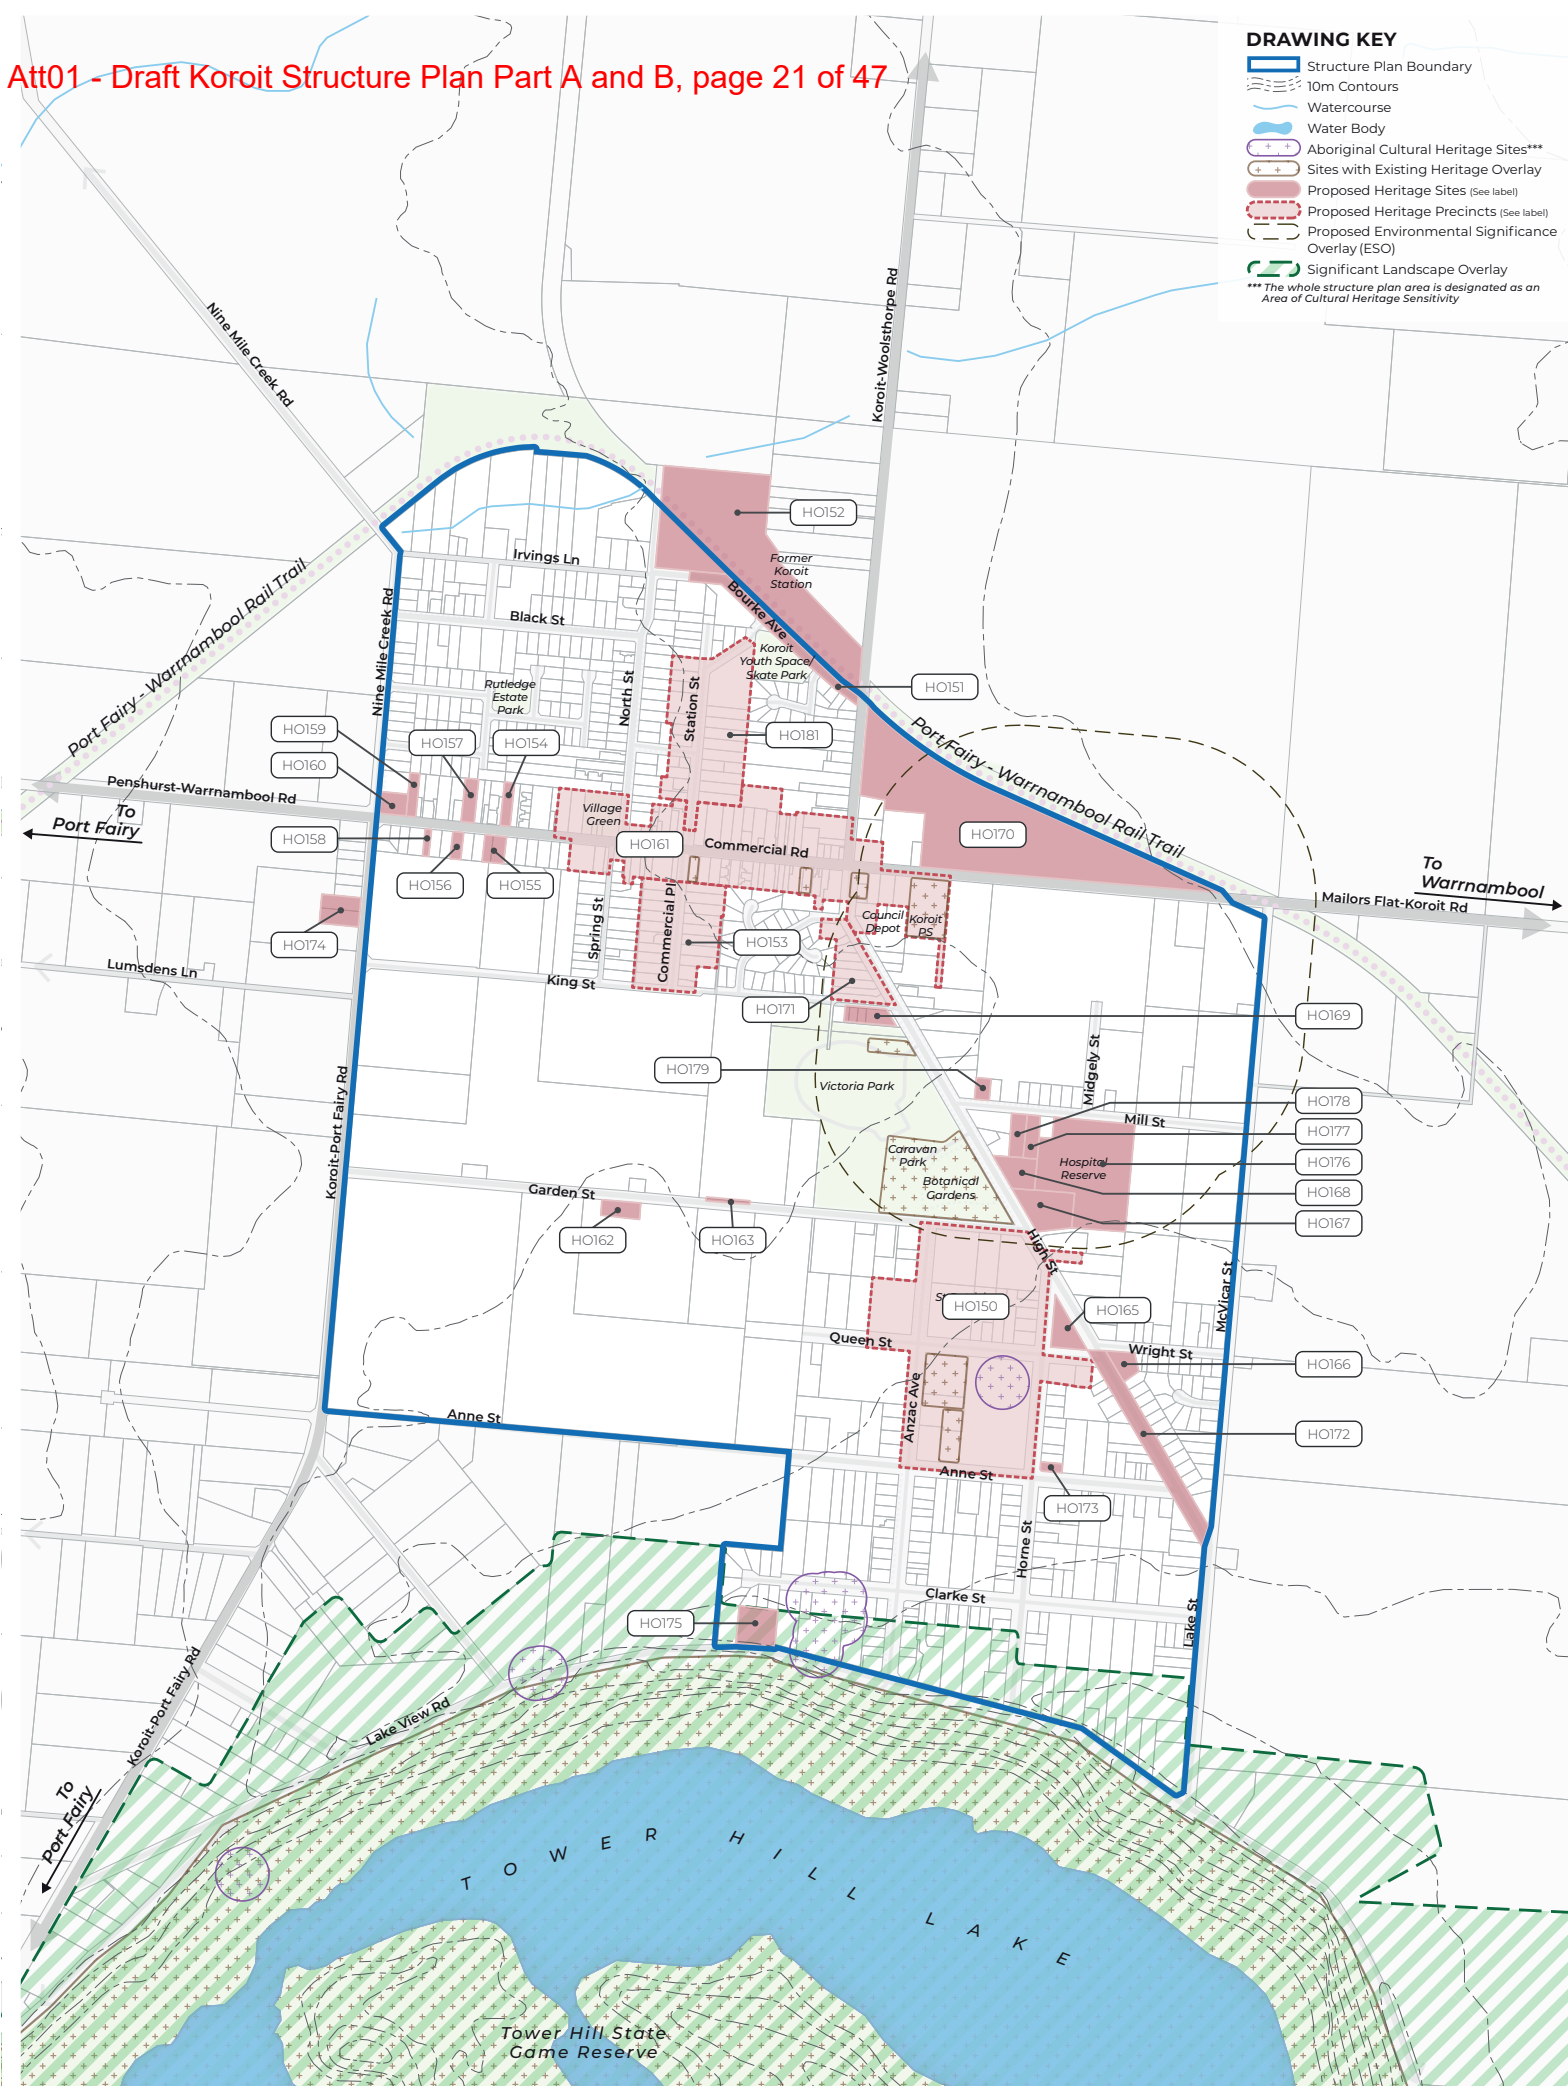 Att01 - Draft Koroit Structure Plan Part A and B, page 21 of 47
DRAWING KEY
Structure Plan Boundary
10m Contours
Watercourse
Water Body
Aboriginal Cultural Heritage Sites***
Sites with Existing Heritage Overlay
Proposed Heritage Sites (See label)
Proposed Heritage Precincts (See label)
Proposed Environmental Significance
Overlay (ESO)
Significant Landscape Overlay
*** The whole structure plan area is designated as an
Area of Cultural Heritage Sensitivity
Nine Mile Creek Rd
Koroit-Woolsthorpe Rd
HO152
Former
Koroit
Station
Irvings Ln
Bourke Ave
Port Fairy - Warrnambool Rail Trail
Nine Mile Creek Rd
Black St
Koroit
Youth Space/
Skate Park
Rutledge
Estate
Park
North St
Station St
HO151
HO181
Port Fairy - Warrnambool Rail Trail
HO159
HO157
HO154
HO160
Penshurst-Warrnambool Rd
To
Port Fairy
Village
Green
HO158
HO161
Commercial Rd
HO170
HO156
HO155
To
Warrnambool
Mailors Flat-Koroit Rd
HO174
Spring St
Commercial Pl
HO153
Council
Depot
Koroit
PS
Lumsdens Ln
King St
HO171
HO169
HO179
Victoria Park
Midgely St
Koroit-Port Fairy Rd
HO178
Mill St
HO177
Caravan
Park
Hospital
Reserve
HO176
Botanical
Gardens
HO168
Garden St
HO167
HO162
HO163
High St
McVicar St
HO150
HO165
Queen St
Wright St
HO166
Anzac Ave
Anne St
HO172
Anne St
HO173
Horne St
Clarke St
HO175
Lake St
Koroit-Port Fairy Rd
Lake View Rd
To
Port Fairy
TOWER HILL LAKE
Tower Hill State
Game Reserve